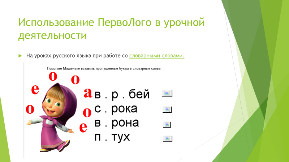 Использование ПервоЛого в урочной
деятельности
На уроках русского языка при работе со словарными словами.
е о о а
о о е
в . р . бей
с . рока
в . рона
п . тух